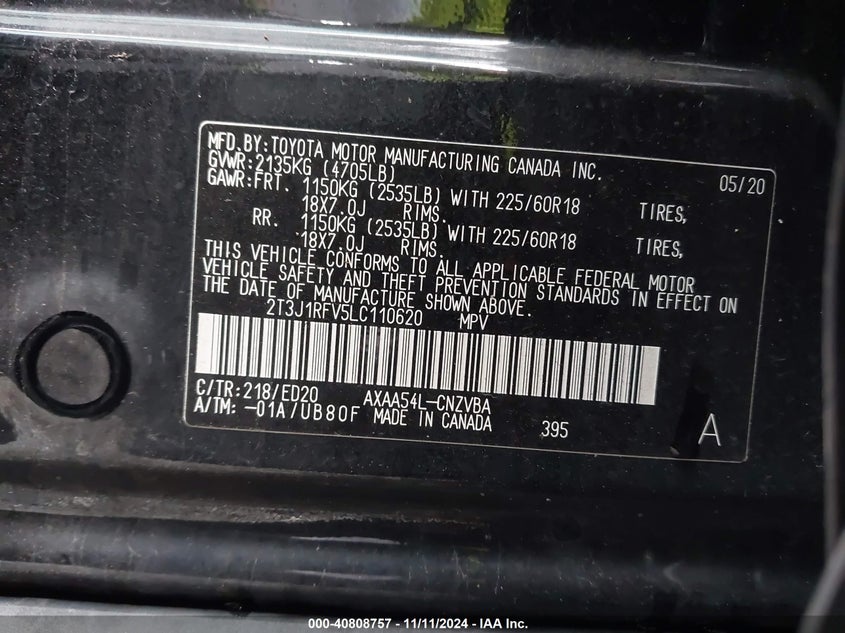 MFD.BY:TOYOTA MOTOR MANUFACTURING CANADA INC. 05/20
GVWR:2135KG (4705LB)
GAWR:FRT. 1150KG (2535LB) WITH 225/60R18 TIRES,
18X7.0J RIMS.
RR. 1150KG (2535LB) WITH 225/60R18 TIRES,
18X7.0J RIMS.
THIS VEHICLE CONFORMS TO ALL APPLICABLE FEDERAL MOTOR
VEHICLE SAFETY AND THEFT PREVENTION STANDARDS IN EFFECT ON
THE DATE OF MANUFACTURE SHOWN ABOVE.
2T3J1RFV5LC110620 MPV
C/TR:218/ED20 AXAA54L-CNZVBA
A/TM:-01A/UB80F MADE IN CANADA 395 A
000-40808757 - 11/11/2024 - IAA Inc.